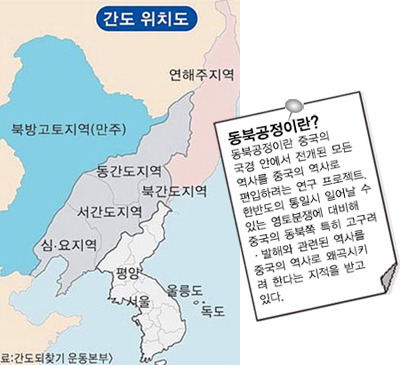 간도 위치도
연해주지역
북방고토지역(만주)
동간도지역
북간도지역
서간도지역
심·요지역
평양
서울
울릉도
독도
료:간도되찾기 운동본부>
동북공정이란?
동북공정이란 중국의
국경 안에서 전개된 모든
역사를 중국의 역사로
편입하려는 연구 프로젝트.
한반도의 통일시 일어날 수
있는 영토분쟁에 대비해
중국의 동북쪽 특히 고구려
·발해와 관련된 역사를
중국의 역사로 왜곡시키
려 한다는 지적을 받고
있다.